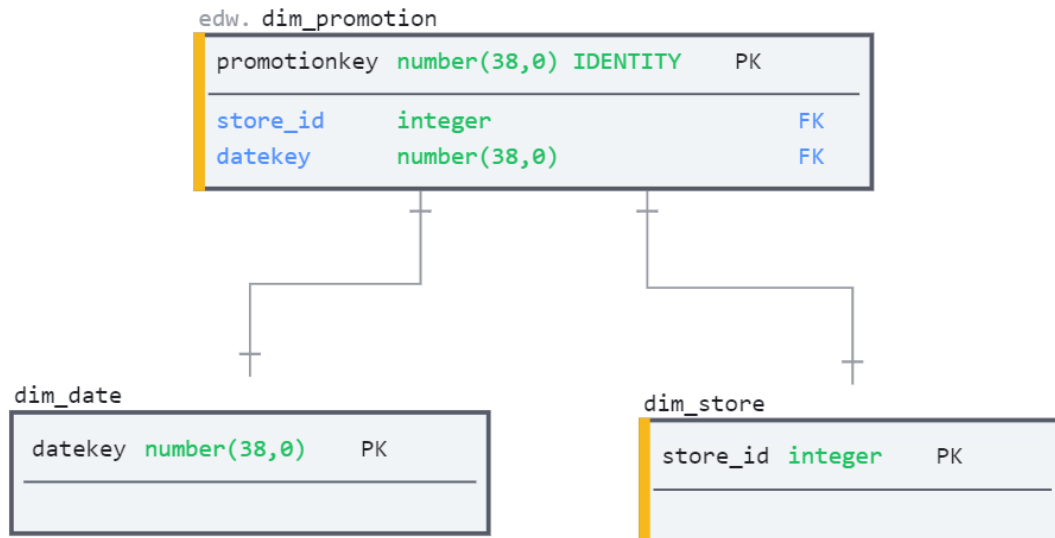 edw. dim_promotion
promotionkey number(38,0) IDENTITY PK
store_id integer FK
datekey number(38,0) FK
dim_date
datekey number(38,0) PK
dim_store
store_id integer PK